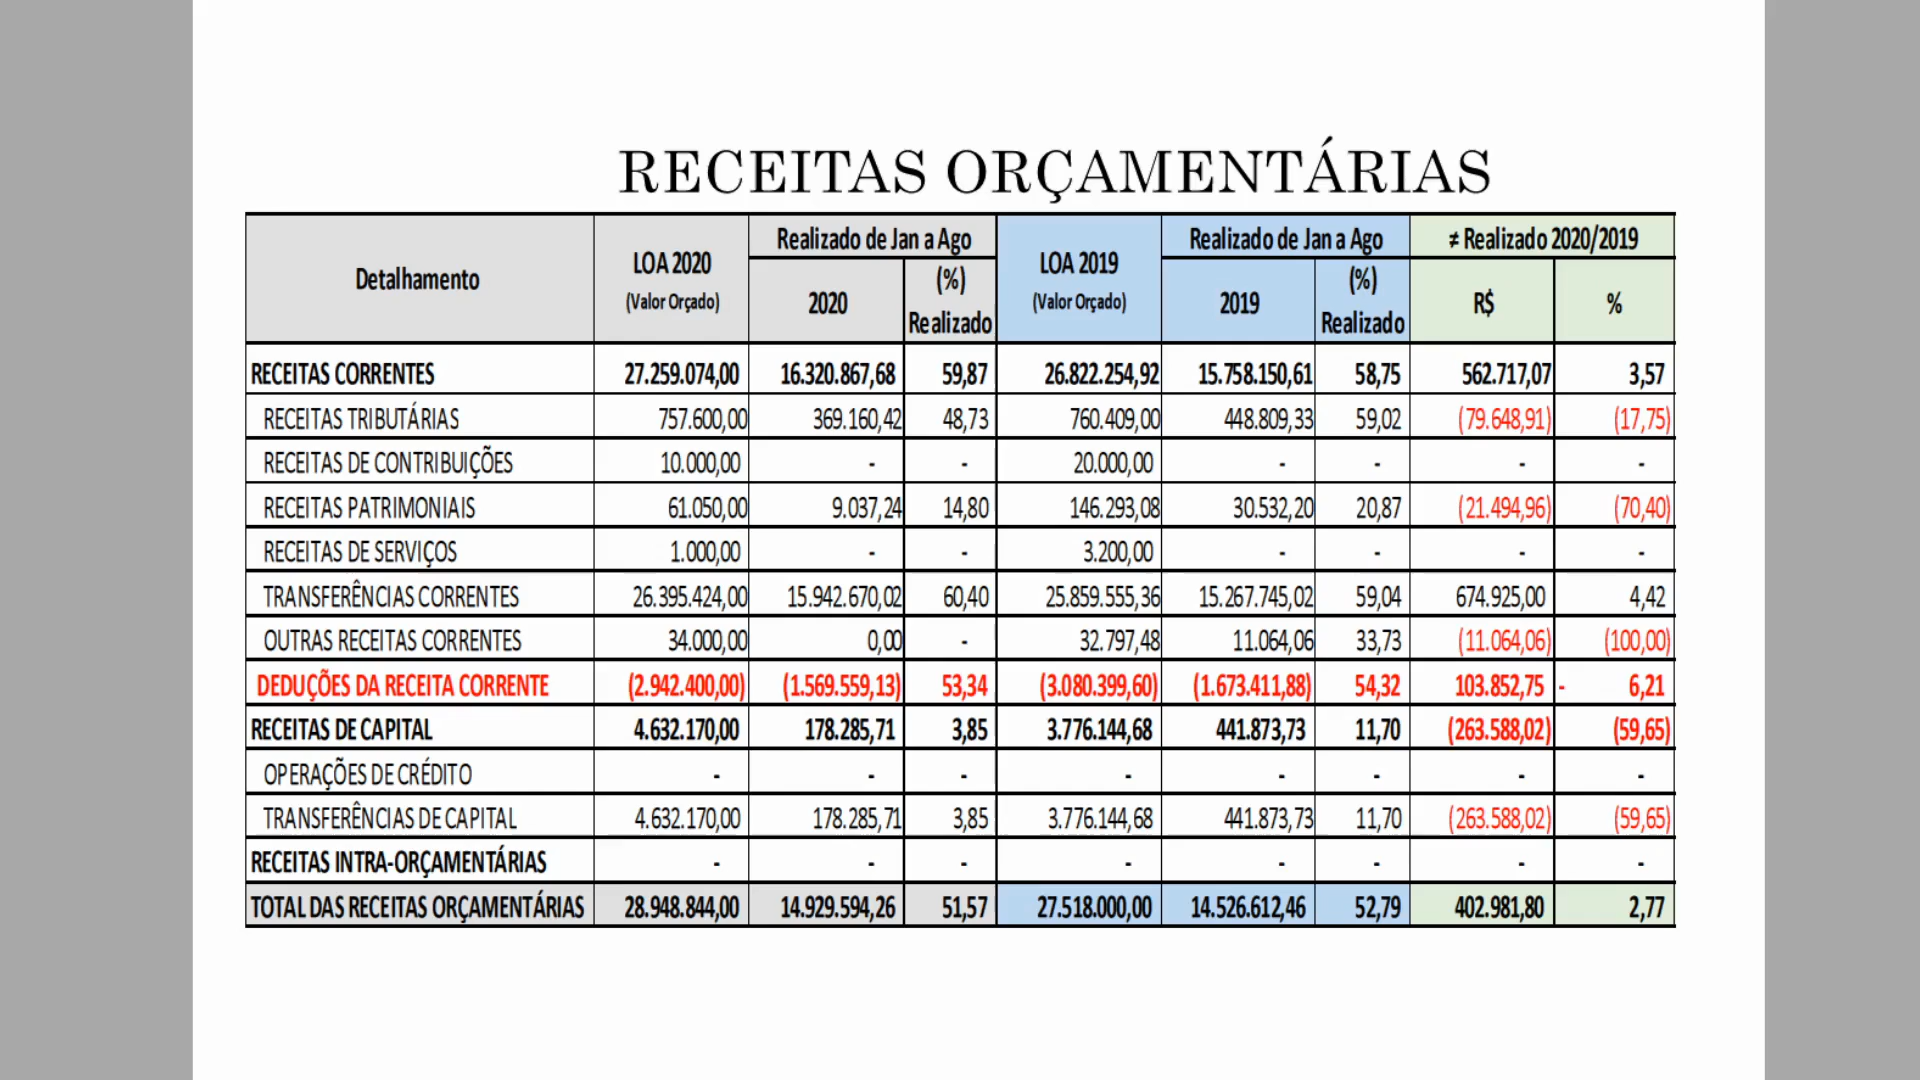 RECEITAS ORÇAMENTÁRIAS
Detalhamento LOA 2020 (Valor Orçado) Realizado de Jan a Ago LOA 2019 (Valor Orçado) Realizado de Jan a Ago ≠ Realizado 2020/2019
2020 (%) Realizado 2019 (%) Realizado R$ %
RECEITAS CORRENTES 27.259.074,00 16.320.867,68 59,87 26.822.254,92 15.758.150,61 58,75 562.717,07 3,57
RECEITAS TRIBUTÁRIAS 757.600,00 369.160,42 48,73 760.409,00 448.809,33 59,02 (79.648,91) (17,75)
RECEITAS DE CONTRIBUIÇÕES 10.000,00 - - 20.000,00 - - - -
RECEITAS PATRIMONIAIS 61.050,00 9.037,24 14,80 146.293,08 30.532,20 20,87 (21.494,96) (70,40)
RECEITAS DE SERVIÇOS 1.000,00 - - 3.200,00 - - - -
TRANSFERÊNCIAS CORRENTES 26.395.424,00 15.942.670,02 60,40 25.859.555,36 15.267.745,02 59,04 674.925,00 4,42
OUTRAS RECEITAS CORRENTES 34.000,00 0,00 - 32.797,48 11.064,06 33,73 (11.064,06) (100,00)
DEDUÇÕES DA RECEITA CORRENTE (2.942.400,00) (1.569.559,13) 53,34 (3.080.399,60) (1.673.411,88) 54,32 103.852,75 - 6,21
RECEITAS DE CAPITAL 4.632.170,00 178.285,71 3,85 3.776.144,68 441.873,73 11,70 (263.588,02) (59,65)
OPERAÇÕES DE CRÉDITO - - - - - - - -
TRANSFERÊNCIAS DE CAPITAL 4.632.170,00 178.285,71 3,85 3.776.144,68 441.873,73 11,70 (263.588,02) (59,65)
RECEITAS INTRA-ORÇAMENTÁRIAS - - - - - - - -
TOTAL DAS RECEITAS ORÇAMENTÁRIAS 28.948.844,00 14.929.594,26 51,57 27.518.000,00 14.526.612,46 52,79 402.981,80 2,77